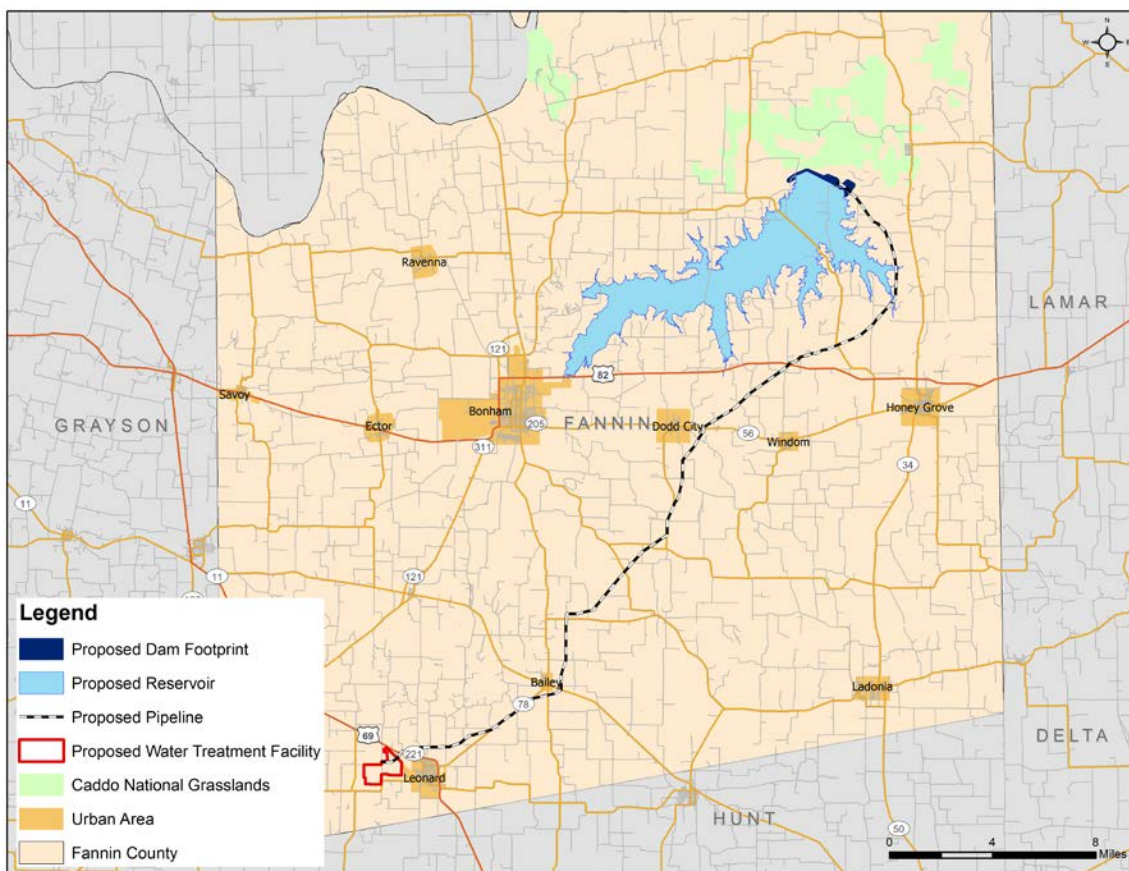 N
W E
S
LAMAR
Ravenna
121
82
Savoy
Bonham
Honey Grove
GRAYSON
Ector
205
FANNIN
Dodd City
56
Windom
311
34
11
11
121
Legend
Proposed Dam Footprint
Proposed Reservoir
Proposed Pipeline
Proposed Water Treatment Facility
Caddo National Grasslands
Urban Area
Fannin County
Bailey
Ladonia
78
69
221
Leonard
DELTA
HUNT
50
0 4 8
Miles